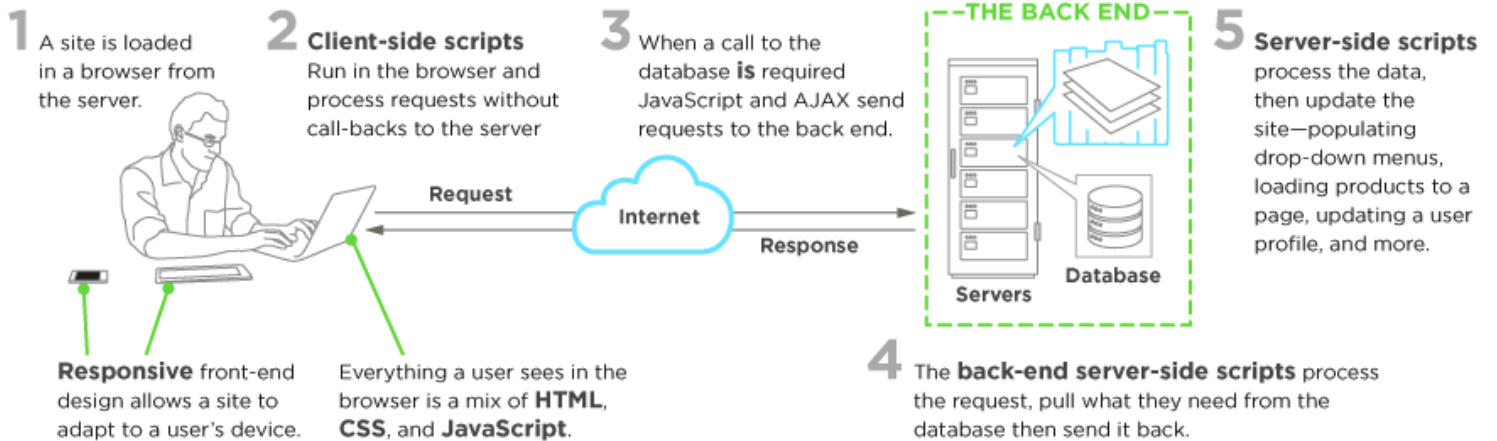 1 A site is loaded
in a browser from
the server.
2 Client-side scripts
Run in the browser and
process requests without
call-backs to the server
3 When a call to the
database is required
JavaScript and AJAX send
requests to the back end.
THE BACK END
5 Server-side scripts
process the data,
then update the
site—populating
drop-down menus,
loading products to a
page, updating a user
profile, and more.
Request
Internet
Response
Database
Servers
Responsive front-end
design allows a site to
adapt to a user's device.
Everything a user sees in the
browser is a mix of HTML,
CSS, and JavaScript.
4 The back-end server-side scripts process
the request, pull what they need from the
database then send it back.